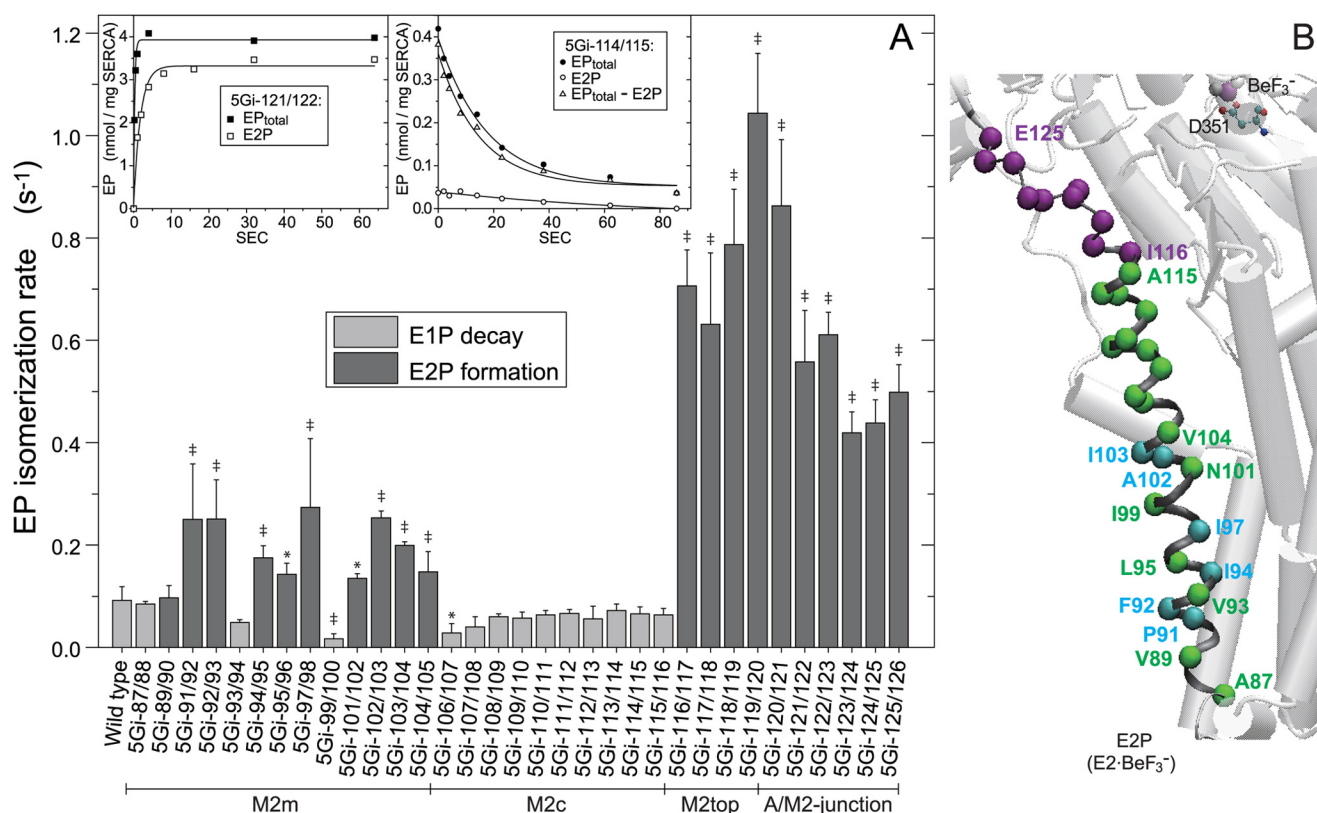 A
B
EP isomerization rate (s⁻¹)
1.2
1.0
0.8
0.6
0.4
0.2
0.0
EP (nmol / mg SERCA)
4
3
2
1
0
0 10 20 30 40 50 60 70
SEC
5Gi-121/122:
EPtotal
E2P
EP (nmol / mg SERCA)
0.4
0.3
0.2
0.1
0.0
0 20 40 60 80
SEC
5Gi-114/115:
EPtotal
E2P
EPtotal - E2P
E1P decay
E2P formation
‡ ‡ ‡ * ‡ ‡ * ‡ ‡ ‡ * ‡ ‡ ‡ ‡ ‡ ‡ ‡ ‡ ‡ ‡
Wild type
5Gi-87/88
5Gi-89/90
5Gi-91/92
5Gi-92/93
5Gi-93/94
5Gi-94/95
5Gi-95/96
5Gi-97/98
5Gi-99/100
5Gi-101/102
5Gi-102/103
5Gi-103/104
5Gi-104/105
5Gi-106/107
5Gi-107/108
5Gi-108/109
5Gi-109/110
5Gi-110/111
5Gi-111/112
5Gi-112/113
5Gi-113/114
5Gi-114/115
5Gi-115/116
5Gi-116/117
5Gi-117/118
5Gi-118/119
5Gi-119/120
5Gi-120/121
5Gi-121/122
5Gi-122/123
5Gi-123/124
5Gi-124/125
5Gi-125/126
M2m
M2c
M2top
A/M2-junction
BeF₃⁻
D351
E125
I116
A115
V104
I103
A102
N101
I99
I97
L95
I94
F92
V93
P91
V89
A87
E2P
(E2·BeF₃⁻)